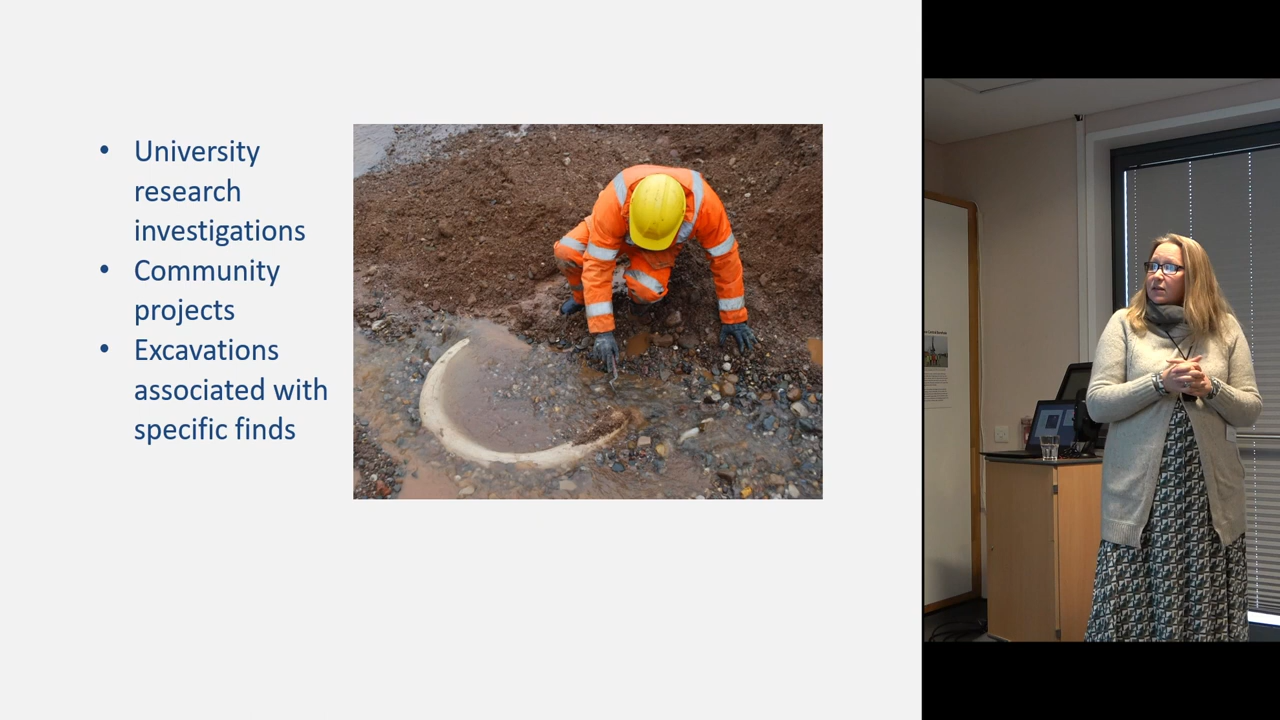 • University
research
investigations
• Community
projects
• Excavations
associated with
specific finds